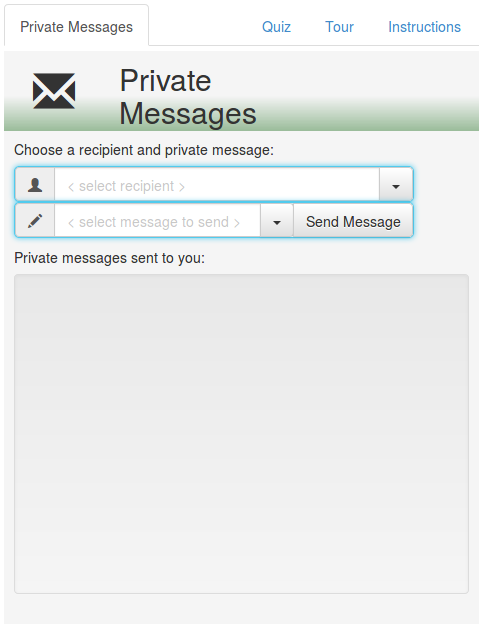 Private Messages Quiz Tour Instructions
Private
Messages
Choose a recipient and private message:
< select recipient >
< select message to send > Send Message
Private messages sent to you: